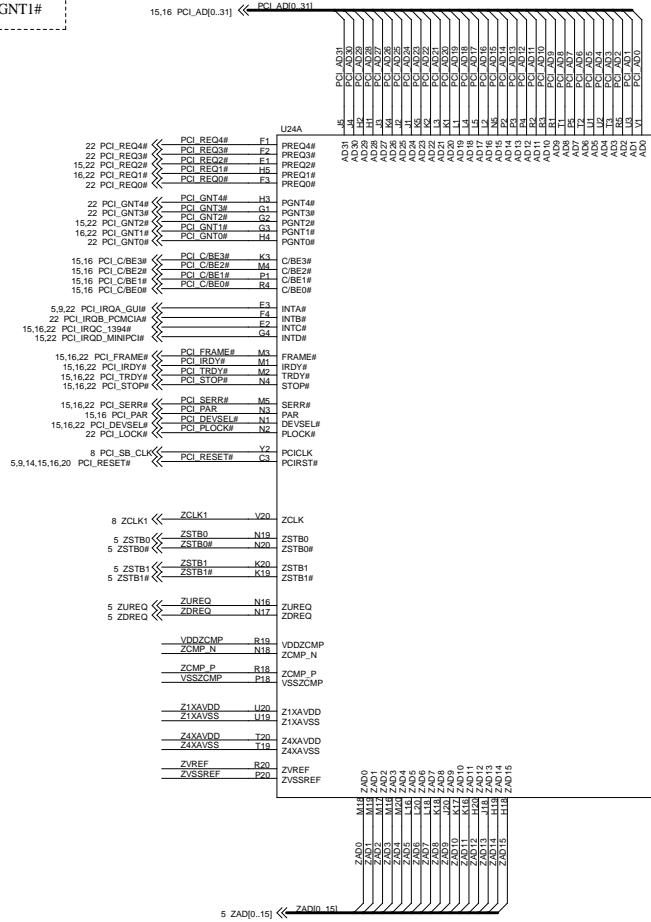 GNT1#
15,16 PCI_AD[0..31]
PCI_AD[0..31]
PCI_AD31 PCI_AD30 PCI_AD29 PCI_AD28 PCI_AD27 PCI_AD26 PCI_AD25 PCI_AD24 PCI_AD23 PCI_AD22 PCI_AD21 PCI_AD20 PCI_AD19 PCI_AD18 PCI_AD17 PCI_AD16 PCI_AD15 PCI_AD14 PCI_AD13 PCI_AD12 PCI_AD11 PCI_AD10 PCI_AD9 PCI_AD8 PCI_AD7 PCI_AD6 PCI_AD5 PCI_AD4 PCI_AD3 PCI_AD2 PCI_AD1 PCI_AD0
J5 J4 H2 H1 J3 K4 J2 J1 K5 K2 L3 K1 L1 L4 L5 L2 N5 P2 P3 P4 R2 R3 R1 T1 P5 T2 U1 U2 T3 R5 U3 V1
U24A
AD31 AD30 AD29 AD28 AD27 AD26 AD25 AD24 AD23 AD22 AD21 AD20 AD19 AD18 AD17 AD16 AD15 AD14 AD13 AD12 AD11 AD10 AD9 AD8 AD7 AD6 AD5 AD4 AD3 AD2 AD1 AD0
22 PCI_REQ4# PCI_REQ4# F1 PREQ4#
22 PCI_REQ3# PCI_REQ3# F2 PREQ3#
15,22 PCI_REQ2# PCI_REQ2# E1 PREQ2#
16,22 PCI_REQ1# PCI_REQ1# H5 PREQ1#
22 PCI_REQ0# PCI_REQ0# F3 PREQ0#
22 PCI_GNT4# PCI_GNT4# H3 PGNT4#
22 PCI_GNT3# PCI_GNT3# G1 PGNT3#
15,22 PCI_GNT2# PCI_GNT2# G2 PGNT2#
16,22 PCI_GNT1# PCI_GNT1# G3 PGNT1#
22 PCI_GNT0# PCI_GNT0# H4 PGNT0#
15,16 PCI_C/BE3# PCI_C/BE3# K3 C/BE3#
15,16 PCI_C/BE2# PCI_C/BE2# M4 C/BE2#
15,16 PCI_C/BE1# PCI_C/BE1# P1 C/BE1#
15,16 PCI_C/BE0# PCI_C/BE0# R4 C/BE0#
5,9,22 PCI_IRQA_GUI# E3 INTA#
22 PCI_IRQB_PCMCIA# F4 INTB#
15,16,22 PCI_IRQC_1394# E2 INTC#
15,22 PCI_IRQD_MINIPCI# G4 INTD#
15,16,22 PCI_FRAME# PCI_FRAME# M3 FRAME#
15,16,22 PCI_IRDY# PCI_IRDY# M1 IRDY#
15,16,22 PCI_TRDY# PCI_TRDY# M2 TRDY#
15,16,22 PCI_STOP# PCI_STOP# N4 STOP#
15,16,22 PCI_SERR# PCI_SERR# M5 SERR#
15,16 PCI_PAR PCI_PAR N3 PAR
15,16,22 PCI_DEVSEL# PCI_DEVSEL# N1 DEVSEL#
22 PCI_LOCK# PCI_PLOCK# N2 PLOCK#
8 PCI_SB_CLK Y2 PCICLK
5,9,14,15,16,20 PCI_RESET# PCI_RESET# C3 PCIRST#
8 ZCLK1 ZCLK1 V20 ZCLK
5 ZSTB0 ZSTB0 N19 ZSTB0
5 ZSTB0# ZSTB0# N20 ZSTB0#
5 ZSTB1 ZSTB1 K20 ZSTB1
5 ZSTB1# ZSTB1# K19 ZSTB1#
5 ZUREQ ZUREQ N16 ZUREQ
5 ZDREQ ZDREQ N17 ZDREQ
VDDZCMP R19 VDDZCMP
ZCMP_N N18 ZCMP_N
ZCMP_P R18 ZCMP_P
VSSZCMP P18 VSSZCMP
Z1XAVDD U20 Z1XAVDD
Z1XAVSS U19 Z1XAVSS
Z4XAVDD T20 Z4XAVDD
Z4XAVSS T19 Z4XAVSS
ZVREF R20 ZVREF
ZVSSREF P20 ZVSSREF
ZAD0 ZAD1 ZAD2 ZAD3 ZAD4 ZAD5 ZAD6 ZAD7 ZAD8 ZAD9 ZAD10 ZAD11 ZAD12 ZAD13 ZAD14 ZAD15
M18 M19 M17 M16 M20 L16 L20 L18 K18 J20 K17 K16 H20 J18 H19 H18
ZAD0 ZAD1 ZAD2 ZAD3 ZAD4 ZAD5 ZAD6 ZAD7 ZAD8 ZAD9 ZAD10 ZAD11 ZAD12 ZAD13 ZAD14 ZAD15
5 ZAD[0..15]
ZAD[0..15]